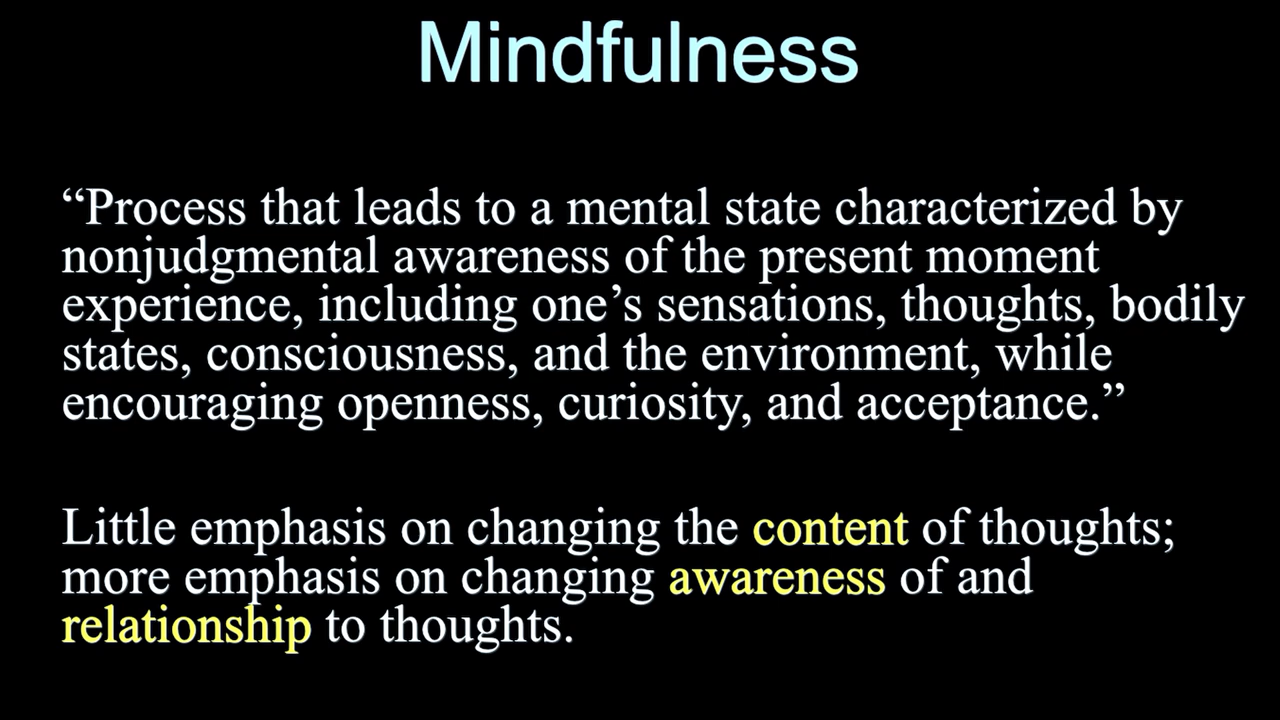 Mindfulness
“Process that leads to a mental state characterized by
nonjudgmental awareness of the present moment
experience, including one’s sensations, thoughts, bodily
states, consciousness, and the environment, while
encouraging openness, curiosity, and acceptance.”
Little emphasis on changing the content of thoughts;
more emphasis on changing awareness of and
relationship to thoughts.